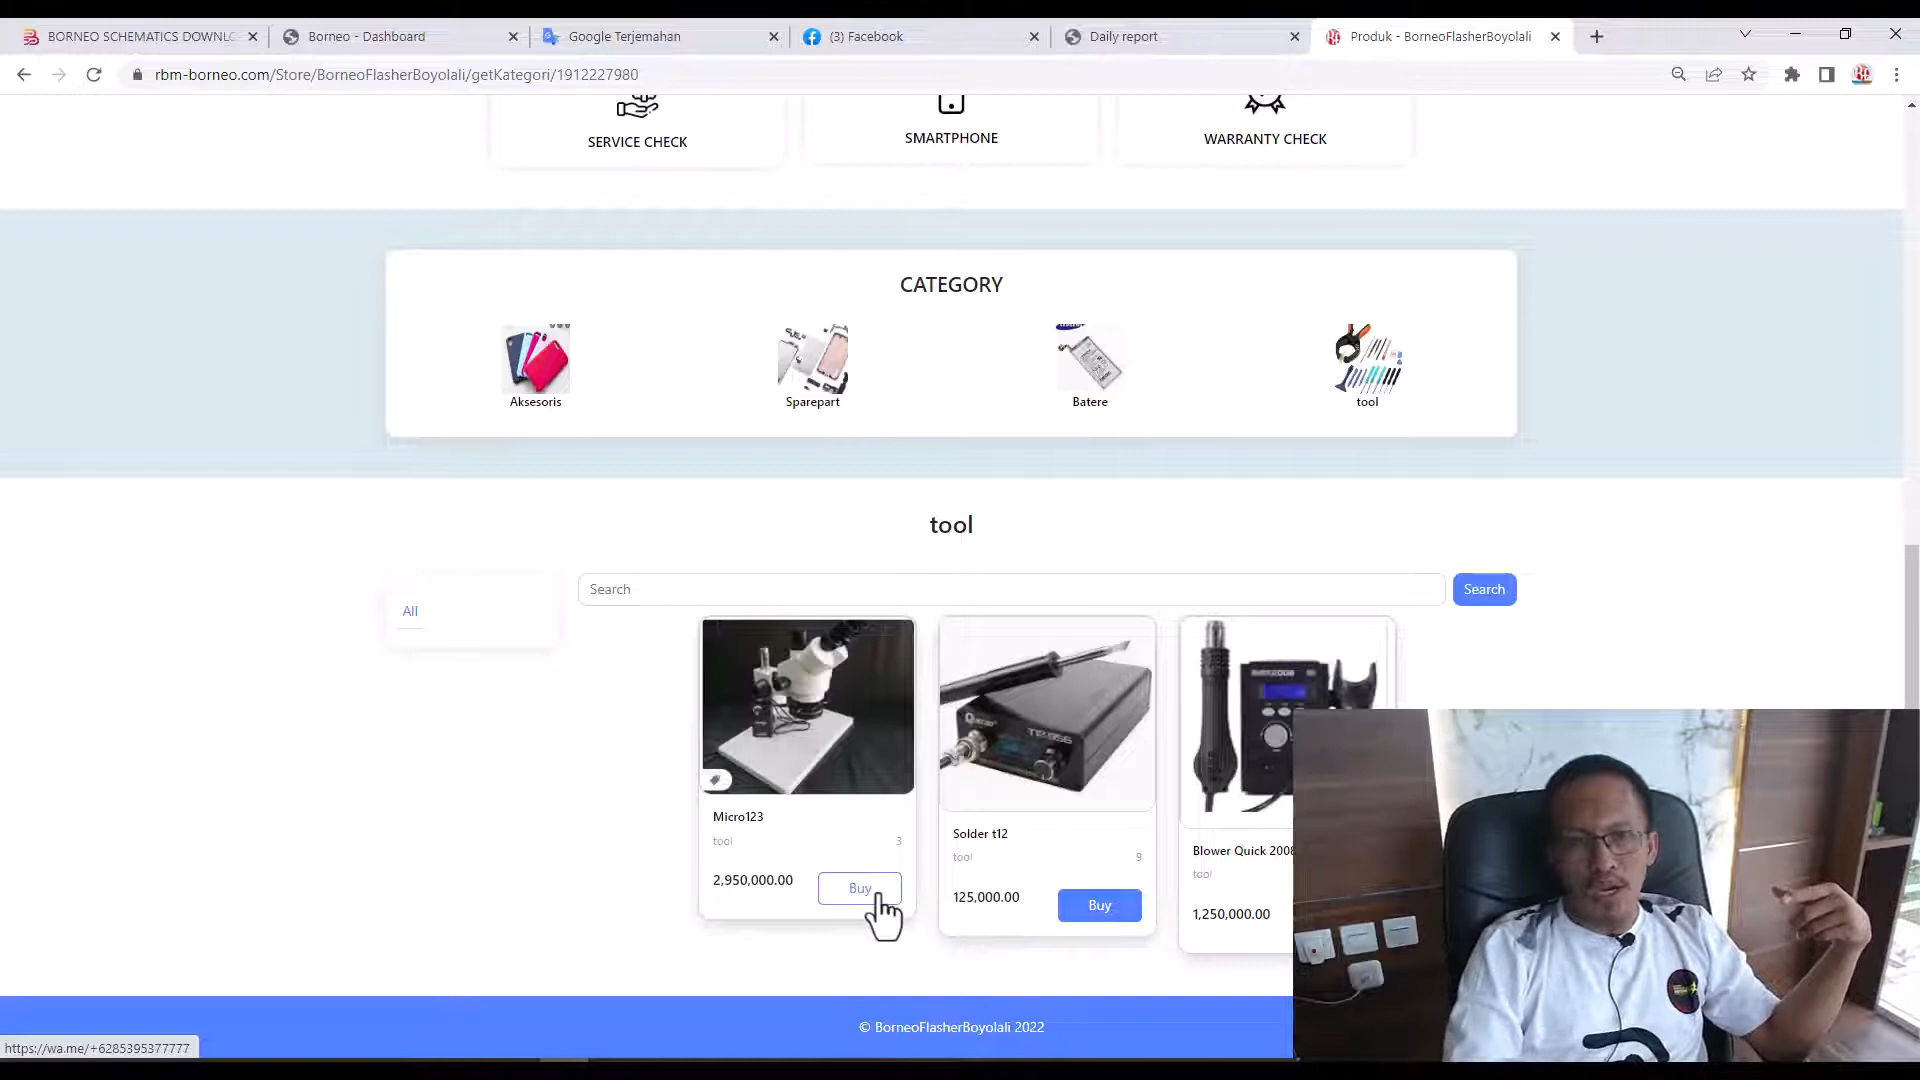 BORNEO SCHEMATICS DOWNLO
Borneo - Dashboard
Google Terjemahan
(3) Facebook
Daily report
Produk - BorneoFlasherBoyolali
rbm-borneo.com/Store/BorneoFlasherBoyolali/getKategori/1912227980
SERVICE CHECK
SMARTPHONE
WARRANTY CHECK
CATEGORY
Aksesoris
Sparepart
Batere
tool
tool
Search
Search
All
Micro123
tool
3
2,950,000.00
Buy
Solder t12
tool
9
125,000.00
Buy
Blower Quick 2008
tool
1,250,000.00
© BorneoFlasherBoyolali 2022
https://wa.me/+6285395377777